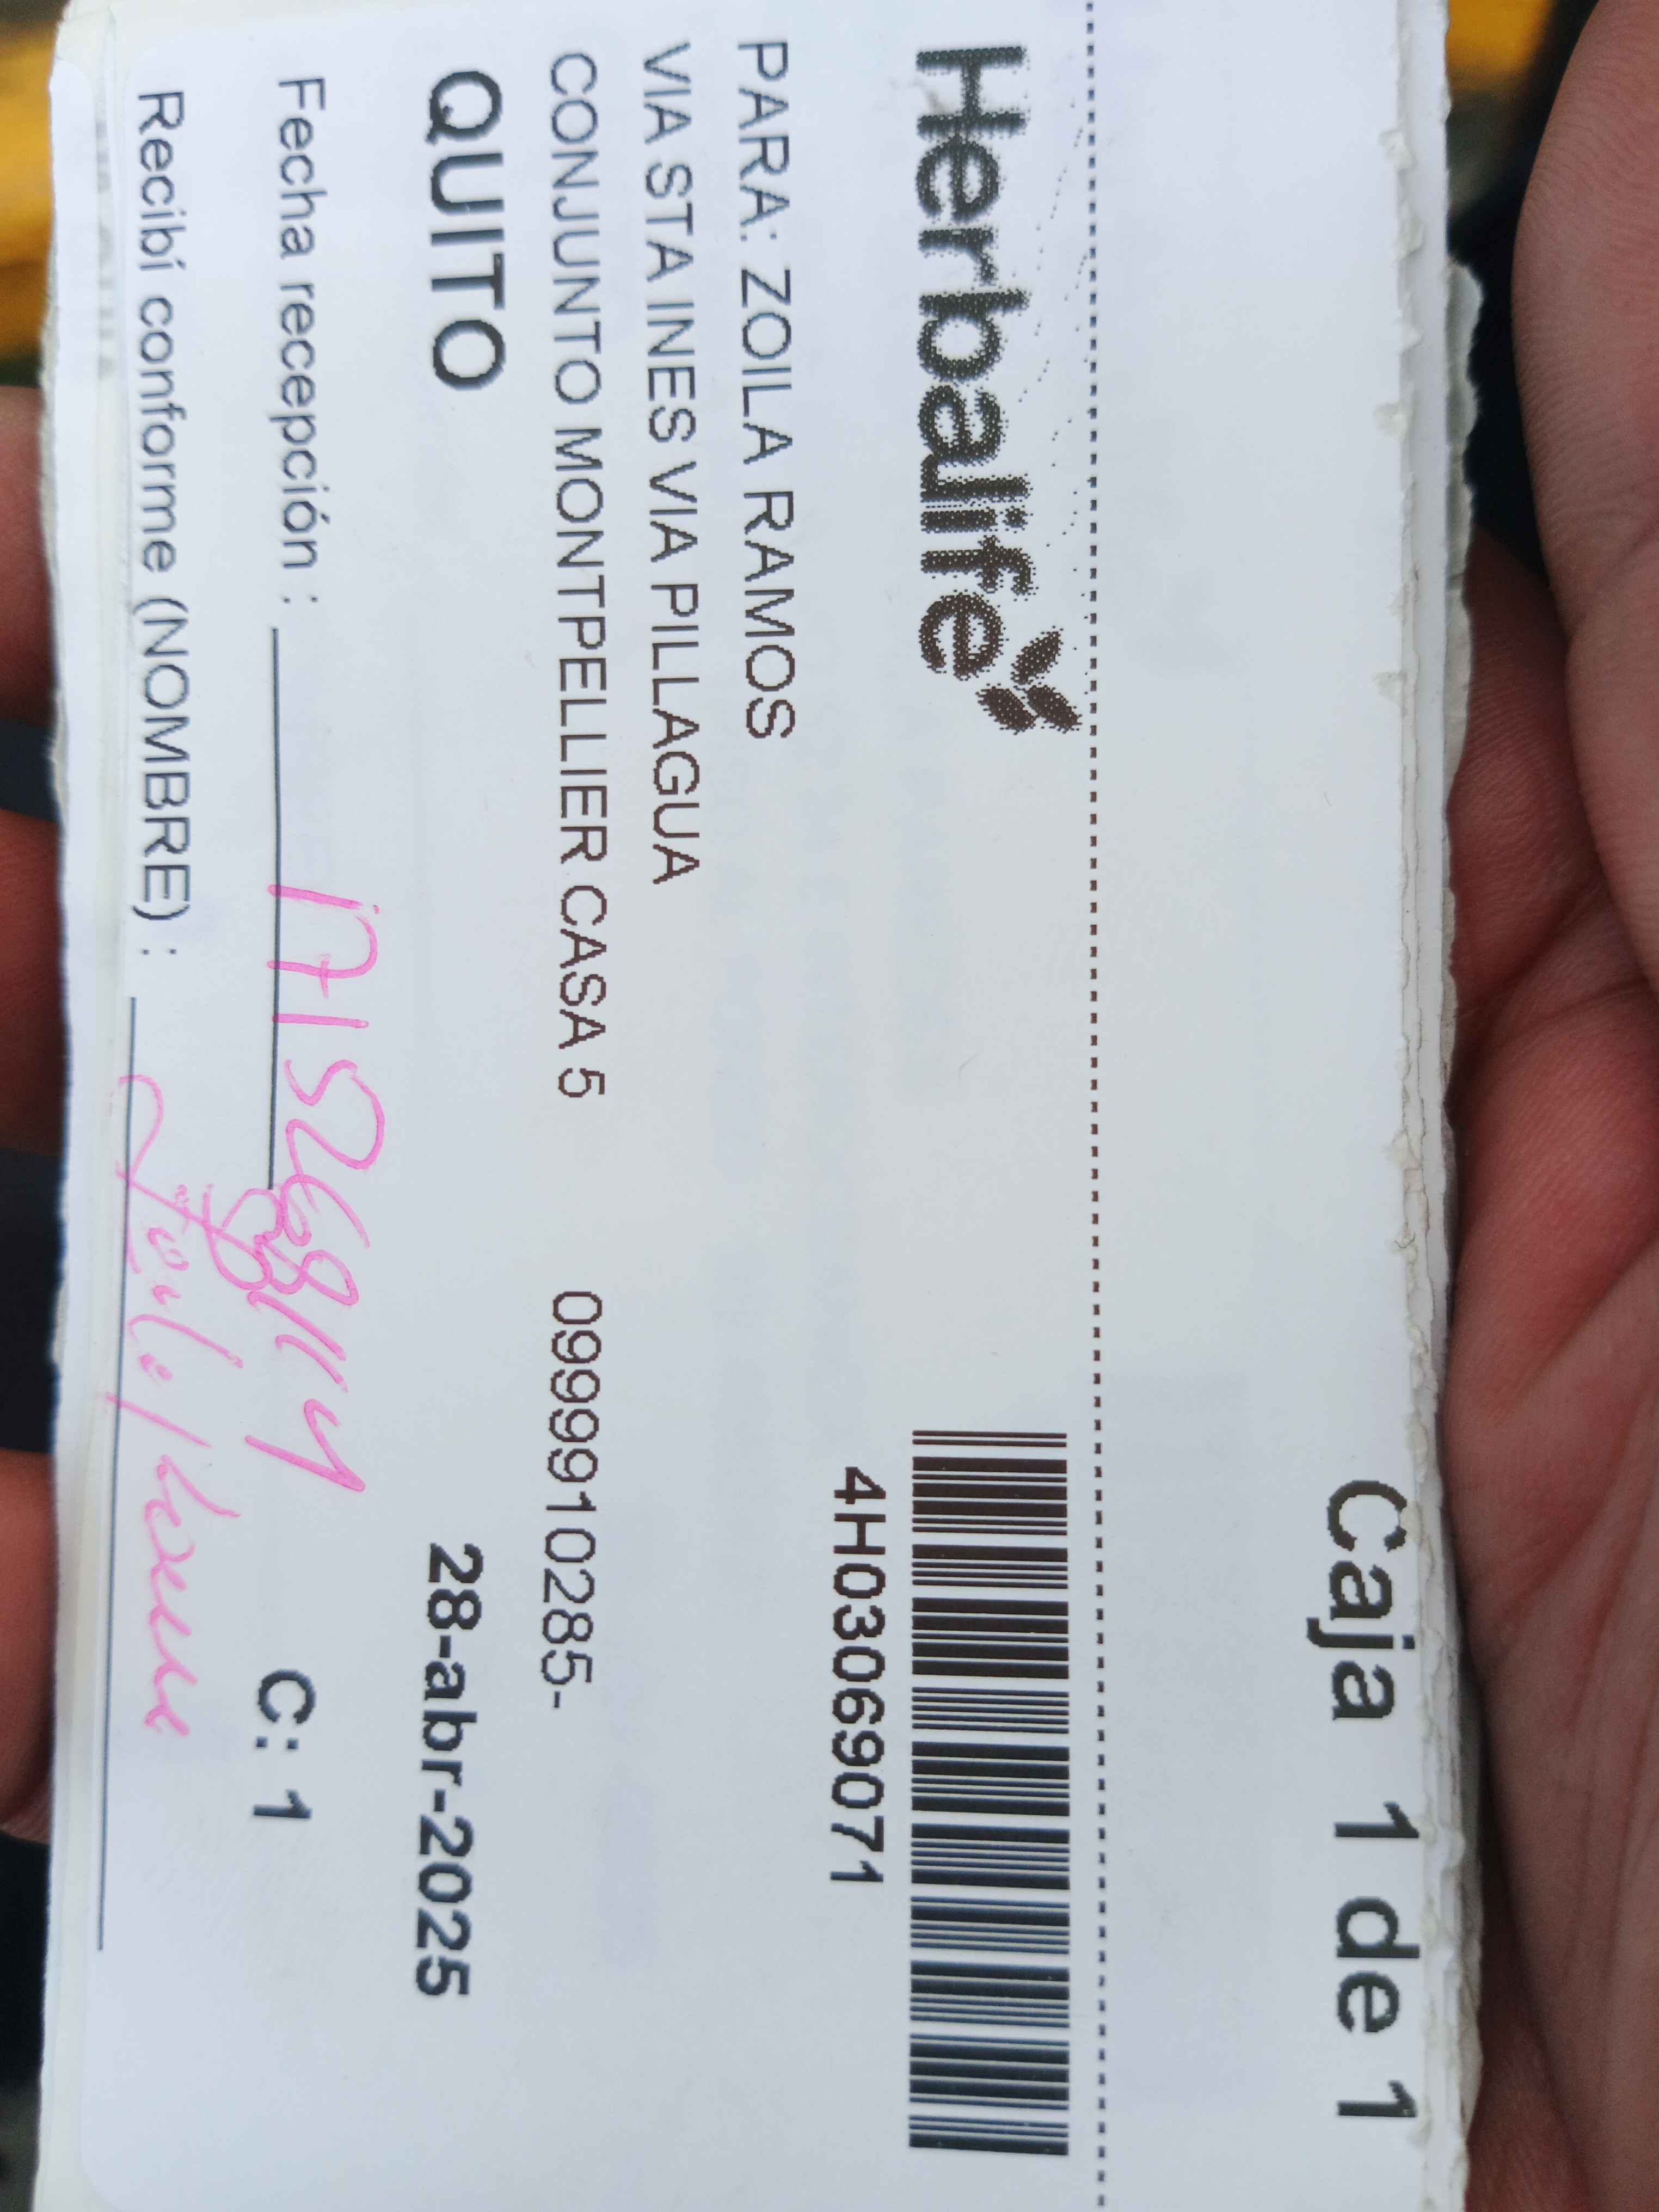 Caja 1 de 1
Herbalife
4H03069071
PARA: ZOILA RAMOS
VIA STA INES VIA PILLAGUA
CONJUNTO MONTPELLIER CASA 5 0999910285-
QUITO 28-abr-2025
Fecha recepción : C: 1
Recibí conforme (NOMBRE) :